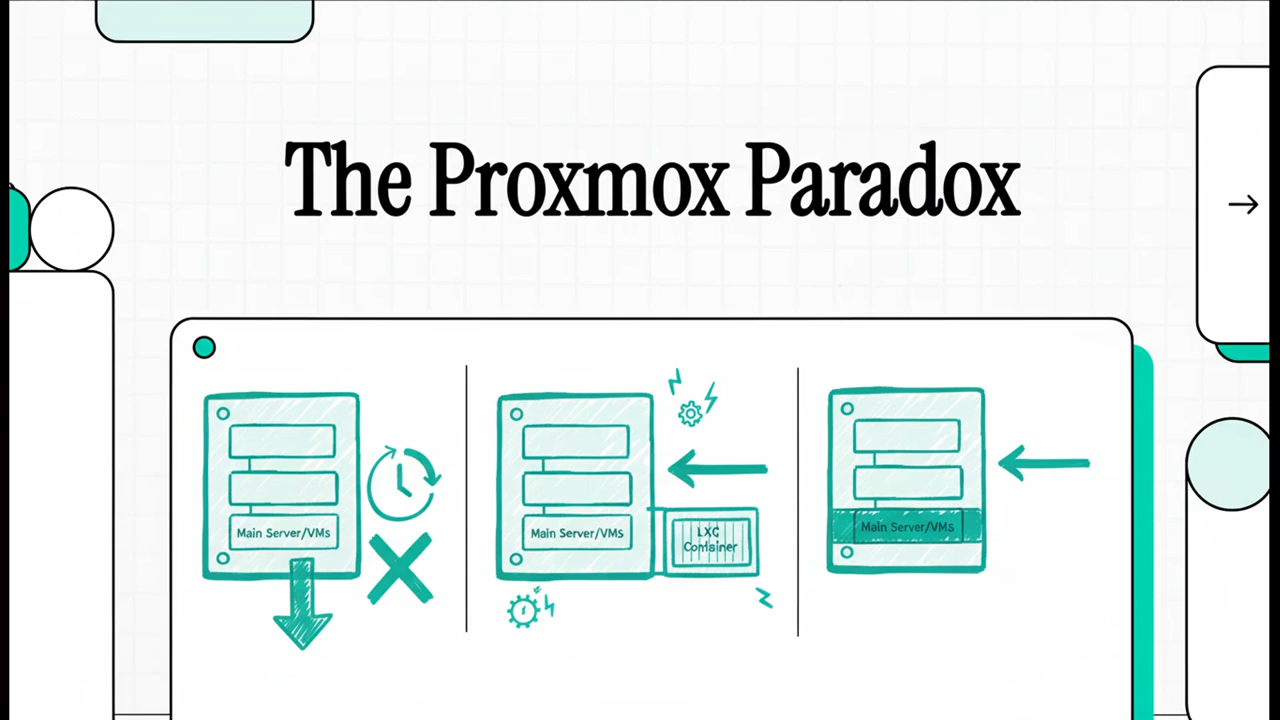 The Proxmox Paradox
Main Server/VMs
Main Server/VMs
LXC
Container
Main Server/VMs